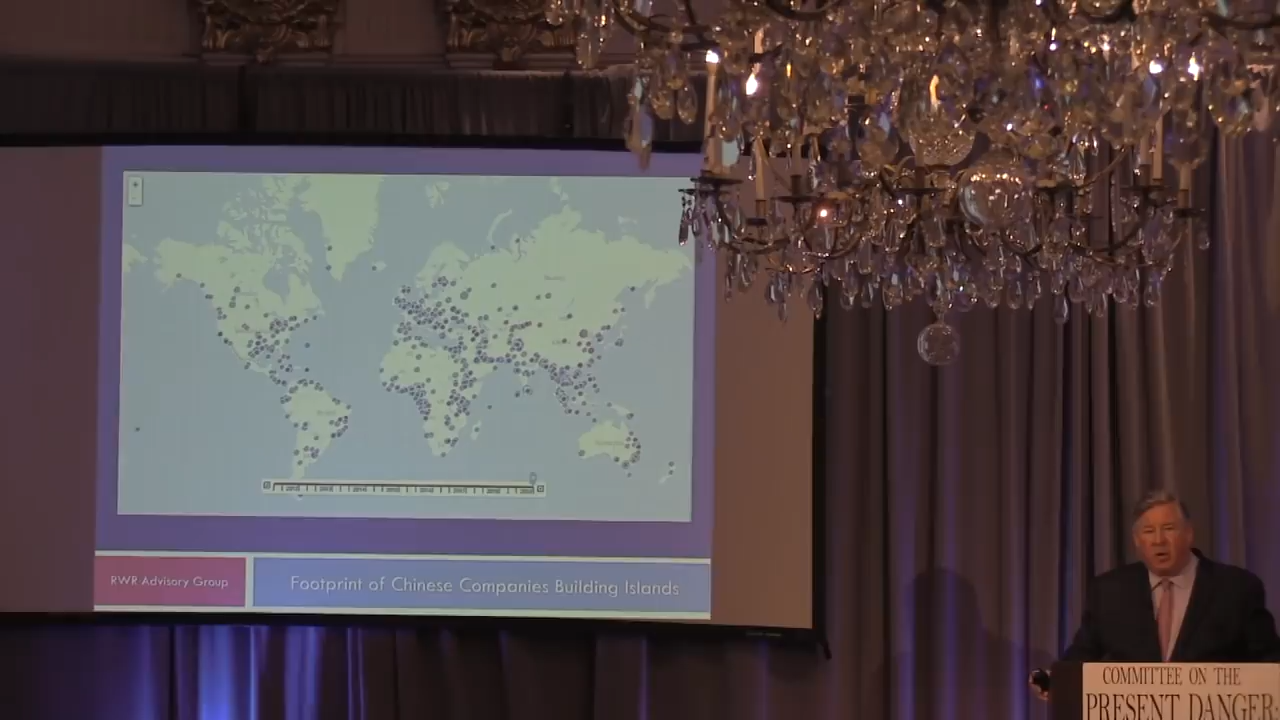 RWR Advisory Group
Footprint of Chinese Companies Building Islands
COMMITTEE ON THE
PRESENT DANGER